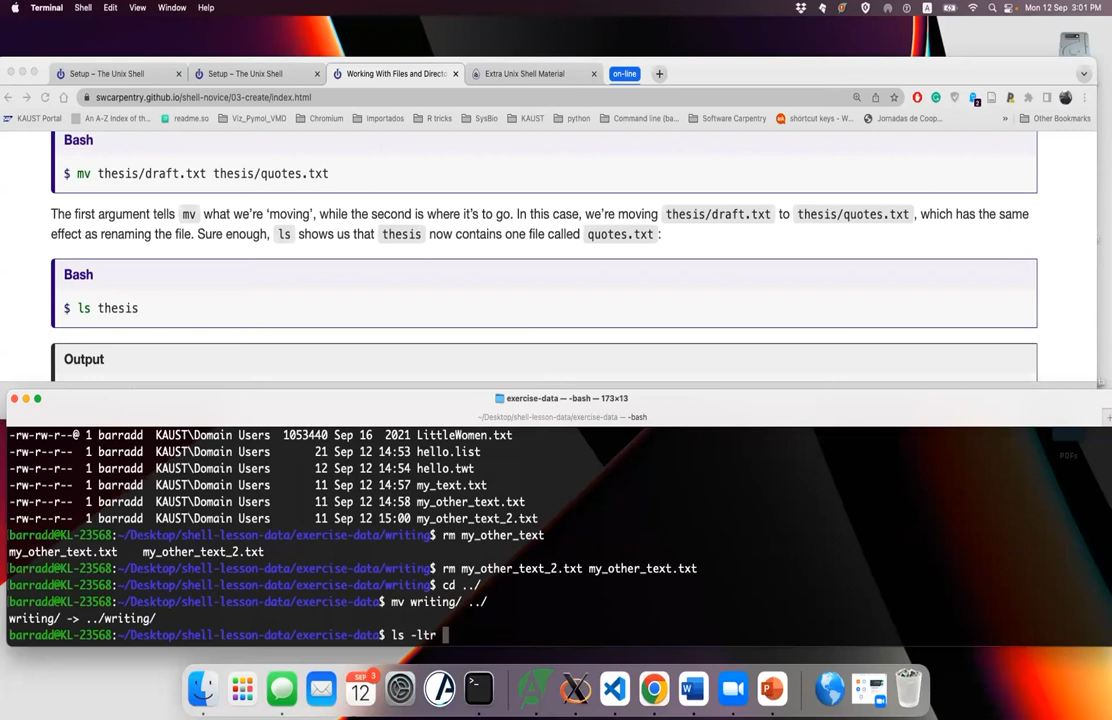 Terminal Shell Edit View Window Help
Mon 12 Sep 3:01 PM
Setup – The Unix Shell
Setup – The Unix Shell
Working With Files and Directo
Extra Unix Shell Material
on-line
swcarpentry.github.io/shell-novice/03-create/index.html
KAUST Portal
An A-Z Index of th...
readme.so
Viz_Pymol_VMD
Chromium
Importados
R tricks
SysBio
KAUST
python
Command line (ba...
Software Carpentry
shortcut keys - W...
Jornadas de Coop...
Other Bookmarks
Bash
$ mv thesis/draft.txt thesis/quotes.txt
The first argument tells mv what we're ‘moving’, while the second is where it's to go. In this case, we're moving thesis/draft.txt to thesis/quotes.txt, which has the same
effect as renaming the file. Sure enough, ls shows us that thesis now contains one file called quotes.txt:
Bash
$ ls thesis
Output
exercise-data — -bash — 173×13
~/Desktop/shell-lesson-data/exercise-data — -bash
-rw-rw-r--@ 1 barradd KAUST\Domain Users 1053440 Sep 16 2021 LittleWomen.txt
-rw-r--r-- 1 barradd KAUST\Domain Users 21 Sep 12 14:53 hello.list
-rw-r--r-- 1 barradd KAUST\Domain Users 12 Sep 12 14:54 hello.twt
-rw-r--r-- 1 barradd KAUST\Domain Users 11 Sep 12 14:57 my_text.txt
-rw-r--r-- 1 barradd KAUST\Domain Users 11 Sep 12 14:58 my_other_text.txt
-rw-r--r-- 1 barradd KAUST\Domain Users 11 Sep 12 15:00 my_other_text_2.txt
barradd@KL-23568:~/Desktop/shell-lesson-data/exercise-data/writing$ rm my_other_text
my_other_text.txt my_other_text_2.txt
barradd@KL-23568:~/Desktop/shell-lesson-data/exercise-data/writing$ rm my_other_text_2.txt my_other_text.txt
barradd@KL-23568:~/Desktop/shell-lesson-data/exercise-data/writing$ cd ../
barradd@KL-23568:~/Desktop/shell-lesson-data/exercise-data$ mv writing/ ../
writing/ -> ../writing/
barradd@KL-23568:~/Desktop/shell-lesson-data/exercise-data$ ls -ltr
SEP
12
3